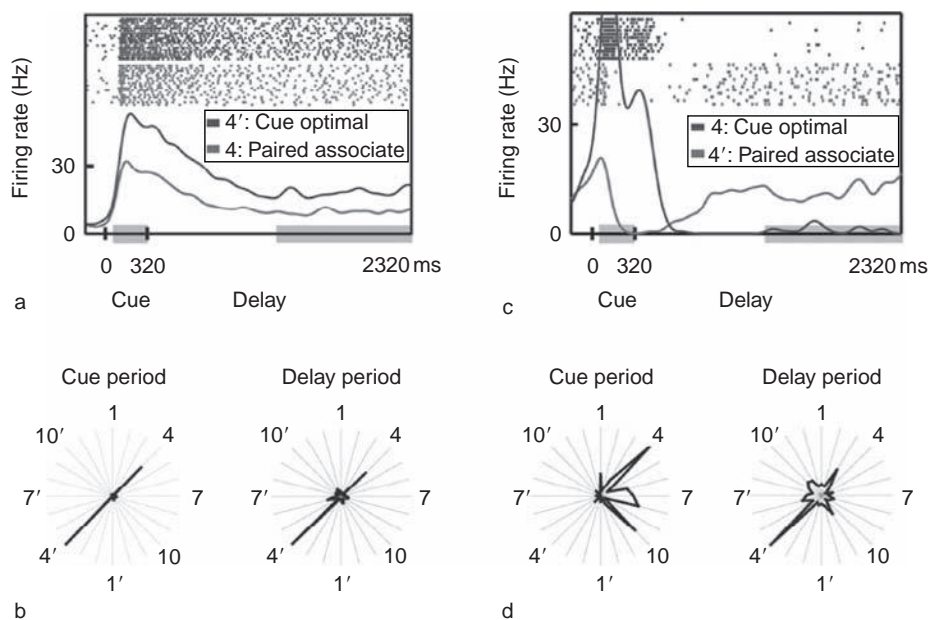 Firing rate (Hz)
4′: Cue optimal
4: Paired associate
30
0
0 320 2320 ms
Cue Delay
a
Firing rate (Hz)
4: Cue optimal
4′: Paired associate
30
0
0 320 2320 ms
Cue Delay
c
Cue period
1
4
7
10
1′
4′
7′
10′
Delay period
1
4
7
10
1′
4′
7′
10′
b
Cue period
1
4
7
10
1′
4′
7′
10′
Delay period
1
4
7
10
1′
4′
7′
10′
d